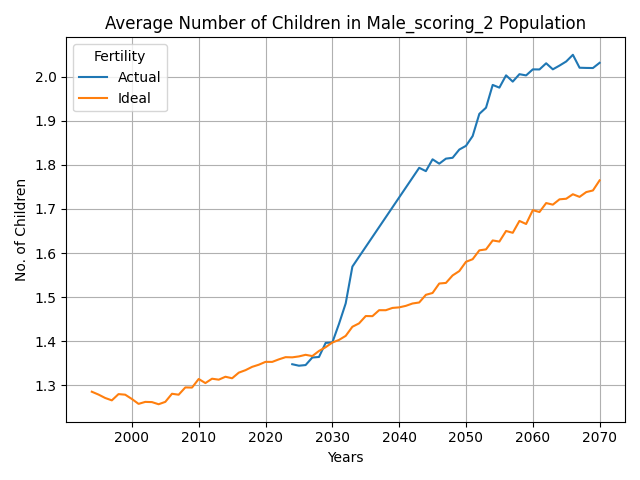 Average Number of Children in Male_scoring_2 Population
Fertility
Actual
Ideal
2.0
1.9
1.8
1.7
1.6
1.5
1.4
1.3
No. of Children
2000 2010 2020 2030 2040 2050 2060 2070
Years